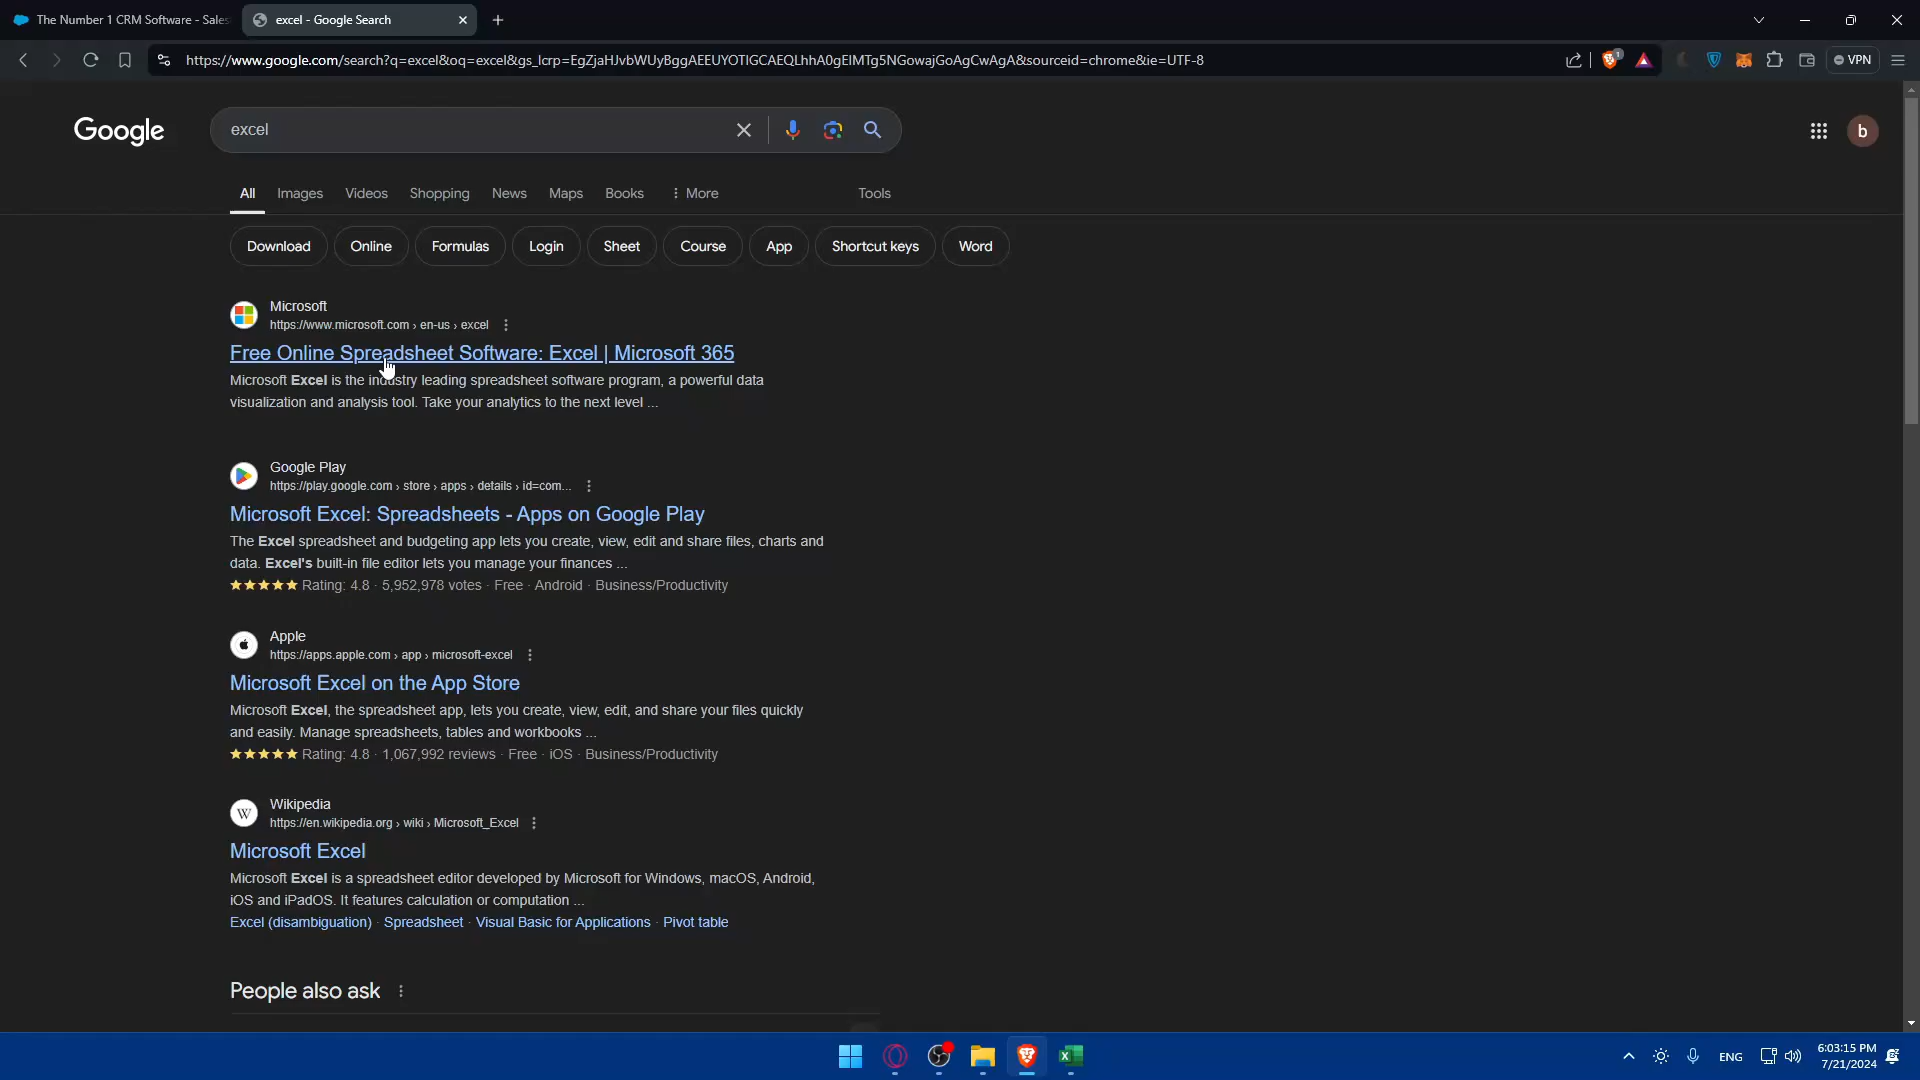 The Number 1 CRM Software - Sales
excel - Google Search
https://www.google.com/search?q=excel&oq=excel&gs_lcrp=EgZjaHJvbWUyBggAEEUYOTIGCAEQLhhA0gEIMTg5NGowajGoAgCwAgA&sourceid=chrome&ie=UTF-8
1
VPN
Google
excel
b
All
Images
Videos
Shopping
News
Maps
Books
More
Tools
Download
Online
Formulas
Login
Sheet
Course
App
Shortcut keys
Word
Microsoft
https://www.microsoft.com › en-us › excel
Free Online Spreadsheet Software: Excel | Microsoft 365
Microsoft Excel is the industry leading spreadsheet software program, a powerful data
visualization and analysis tool. Take your analytics to the next level ...
Google Play
https://play.google.com › store › apps › details › id=com...
Microsoft Excel: Spreadsheets - Apps on Google Play
The Excel spreadsheet and budgeting app lets you create, view, edit and share files, charts and
data. Excel's built-in file editor lets you manage your finances ...
Rating: 4.8 · 5,952,978 votes · Free · Android · Business/Productivity
Apple
https://apps.apple.com › app › microsoft-excel
Microsoft Excel on the App Store
Microsoft Excel, the spreadsheet app, lets you create, view, edit, and share your files quickly
and easily. Manage spreadsheets, tables and workbooks ...
Rating: 4.8 · 1,067,992 reviews · Free · iOS · Business/Productivity
W
Wikipedia
https://en.wikipedia.org › wiki › Microsoft_Excel
Microsoft Excel
Microsoft Excel is a spreadsheet editor developed by Microsoft for Windows, macOS, Android,
iOS and iPadOS. It features calculation or computation ...
Excel (disambiguation) · Spreadsheet · Visual Basic for Applications · Pivot table
People also ask
ENG
6:03:15 PM
7/21/2024